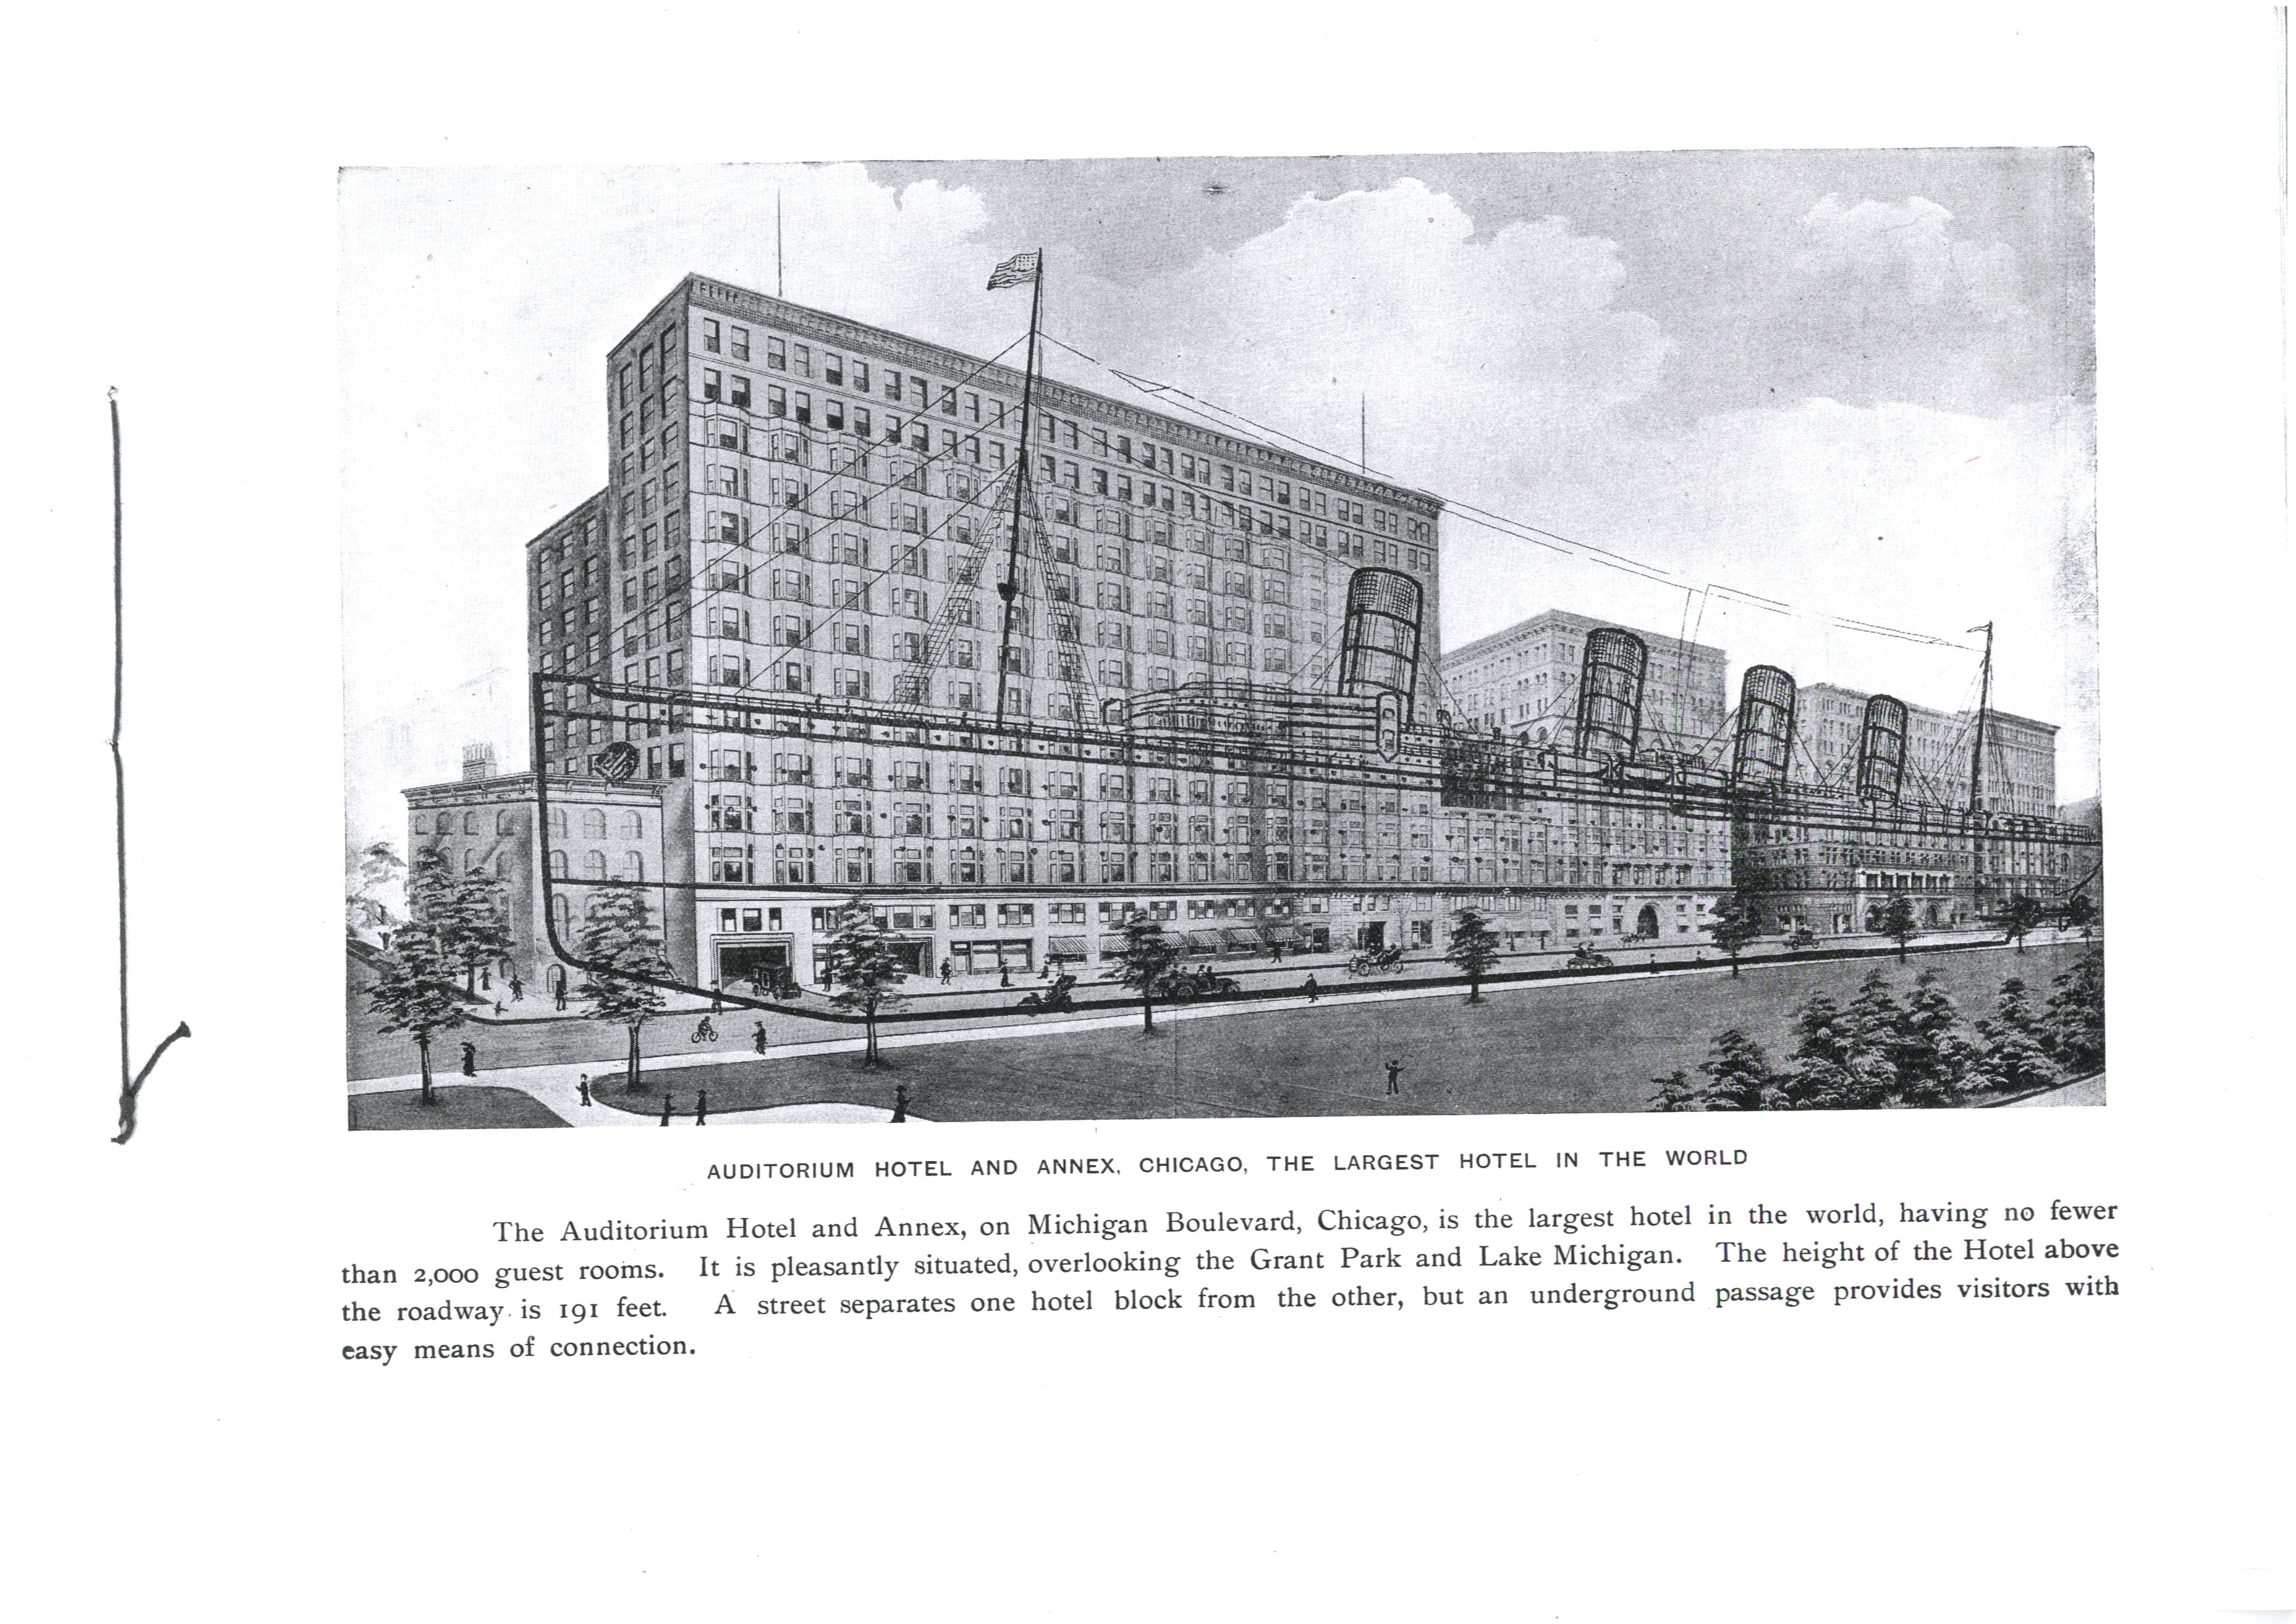 AUDITORIUM HOTEL AND ANNEX, CHICAGO, THE LARGEST HOTEL IN THE WORLD
The Auditorium Hotel and Annex, on Michigan Boulevard, Chicago, is the largest hotel in the world, having no fewer
than 2,000 guest rooms. It is pleasantly situated, overlooking the Grant Park and Lake Michigan. The height of the Hotel above
the roadway is 191 feet. A street separates one hotel block from the other, but an underground passage provides visitors with
easy means of connection.